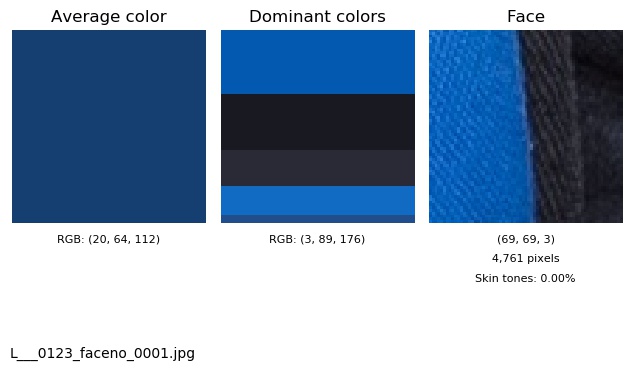 Average color
Dominant colors
Face
RGB: (20, 64, 112)
RGB: (3, 89, 176)
(69, 69, 3)
4,761 pixels
Skin tones: 0.00%
L___0123_faceno_0001.jpg